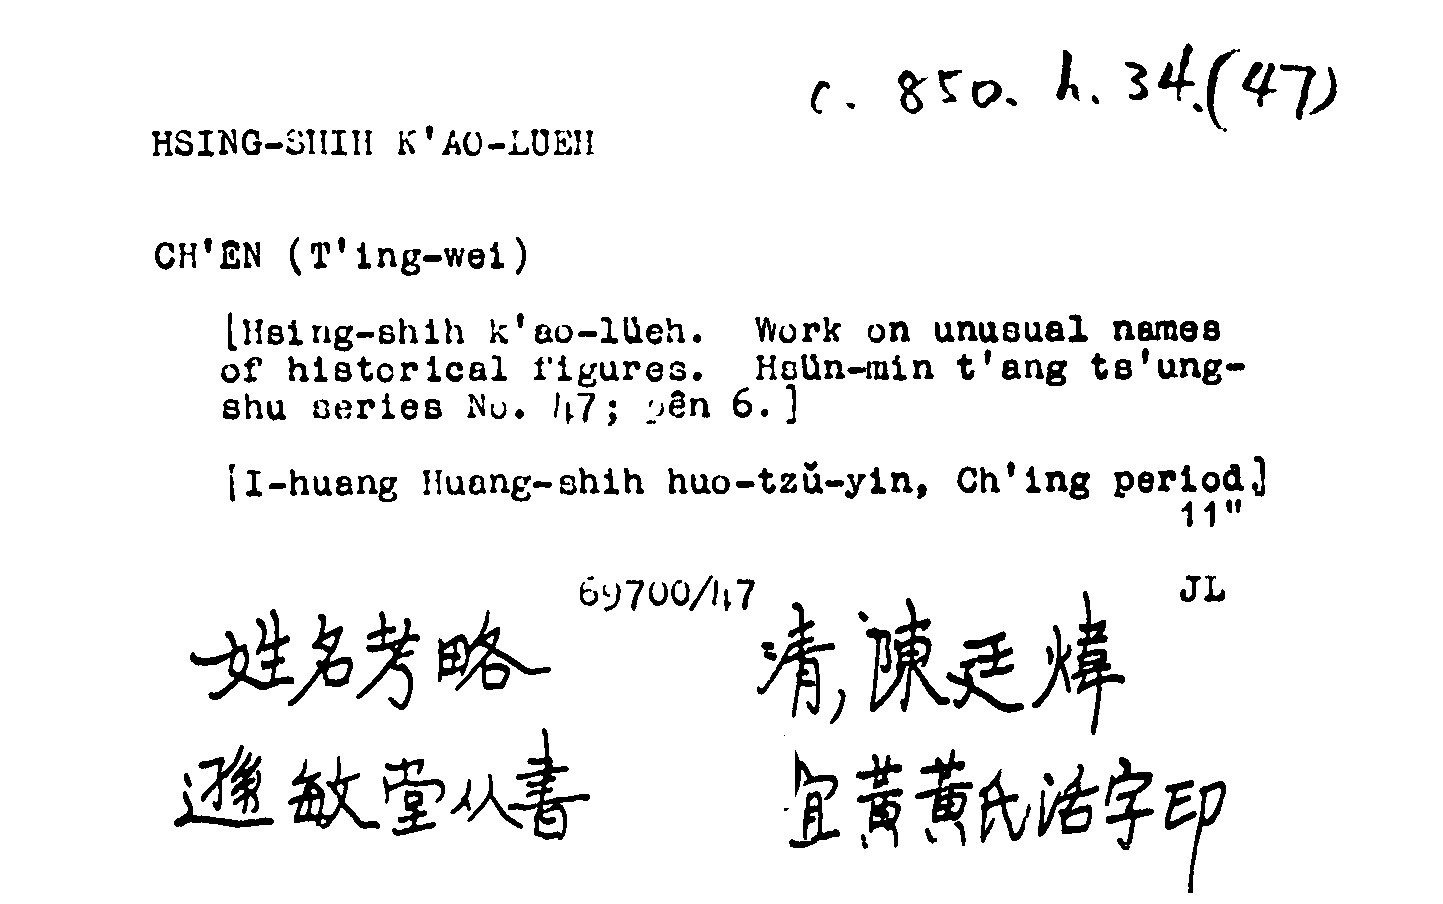 c. 850. h. 34.(47)
HSING-SHIH K'AO-LUEH
CH'ÊN (T'ing-wei)
[Hsing-shih k'ao-lüeh. Work on unusual names
of historical figures. Hsün-min t'ang ts'ung-
shu series No. 47; pên 6.]
[I-huang Huang-shih huo-tzŭ-yin, Ch'ing period.]
11"
69700/47 JL
姓名考略 清,陳廷煒
遜敏堂从書 宜黃黃氏活字印